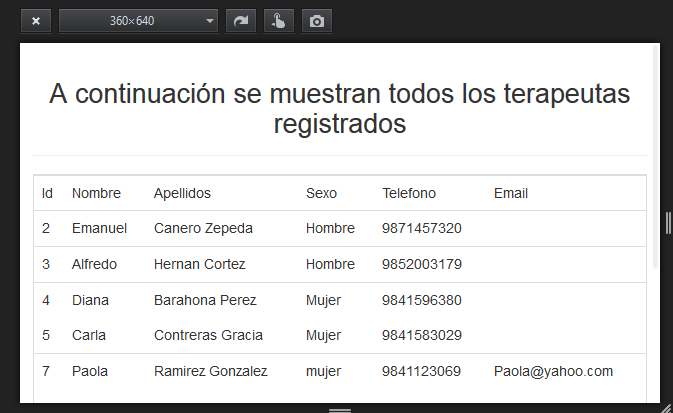 360×640
A continuación se muestran todos los terapeutas
registrados
Id Nombre Apellidos Sexo Telefono Email
2 Emanuel Canero Zepeda Hombre 9871457320
3 Alfredo Hernan Cortez Hombre 9852003179
4 Diana Barahona Perez Mujer 9841596380
5 Carla Contreras Gracia Mujer 9841583029
7 Paola Ramirez Gonzalez mujer 9841123069 Paola@yahoo.com